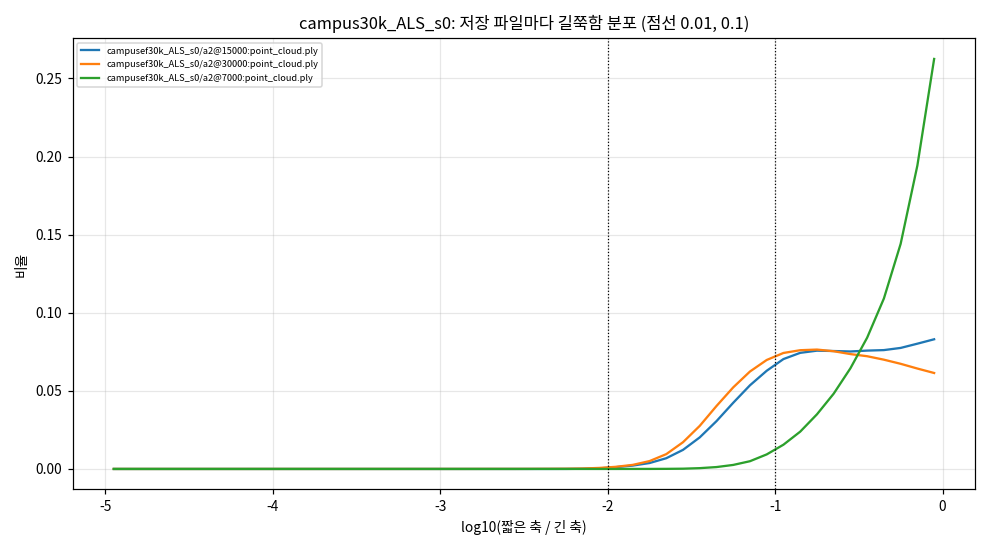 campus30k_ALS_s0: 저장 파일마다 길쭉함 분포 (점선 0.01, 0.1)
campusef30k_ALS_s0/a2@15000:point_cloud.ply
campusef30k_ALS_s0/a2@30000:point_cloud.ply
campusef30k_ALS_s0/a2@7000:point_cloud.ply
비율
0.25
0.20
0.15
0.10
0.05
0.00
-5 -4 -3 -2 -1 0
log10(짧은 축 / 긴 축)